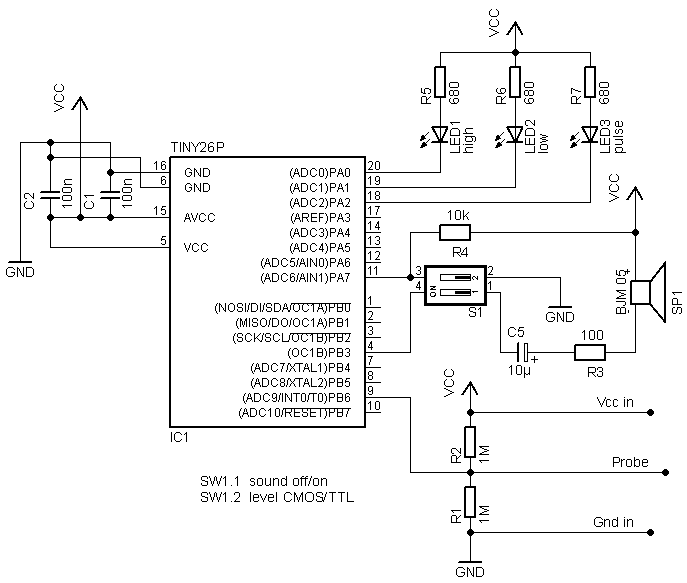 VCC
R5
680
R6
680
R7
680
LED1
high
LED2
low
LED3
pulse
VCC
TINY26P
C2
100n
C1
100n
GND
16 GND
6 GND
15 AVCC
5 VCC
(ADC0)PA0 20
(ADC1)PA1 19
(ADC2)PA2 18
(AREF)PA3 17
(ADC3)PA4 14
(ADC4)PA5 13
(ADC5/AIN0)PA6 12
(ADC6/AIN1)PA7 11
(NOSI/DI/SDA/OC1A)PB0 1
(MISO/DO/OC1A)PB1 2
(SCK/SCL/OC1B)PB2 3
(OC1B)PB3 4
(ADC7/XTAL1)PB4 7
(ADC8/XTAL2)PB5 8
(ADC9/INT0/T0)PB6 9
(ADC10/RESET)PB7 10
IC1
VCC
10k
R4
3 2 2
4 ON 1 1
S1
GND
BJM 05
+
SP1
C5
+
10µ
100
R3
VCC
Vcc in
R2
1M
Probe
R1
1M
Gnd in
GND
SW1.1 sound off/on
SW1.2 level CMOS/TTL